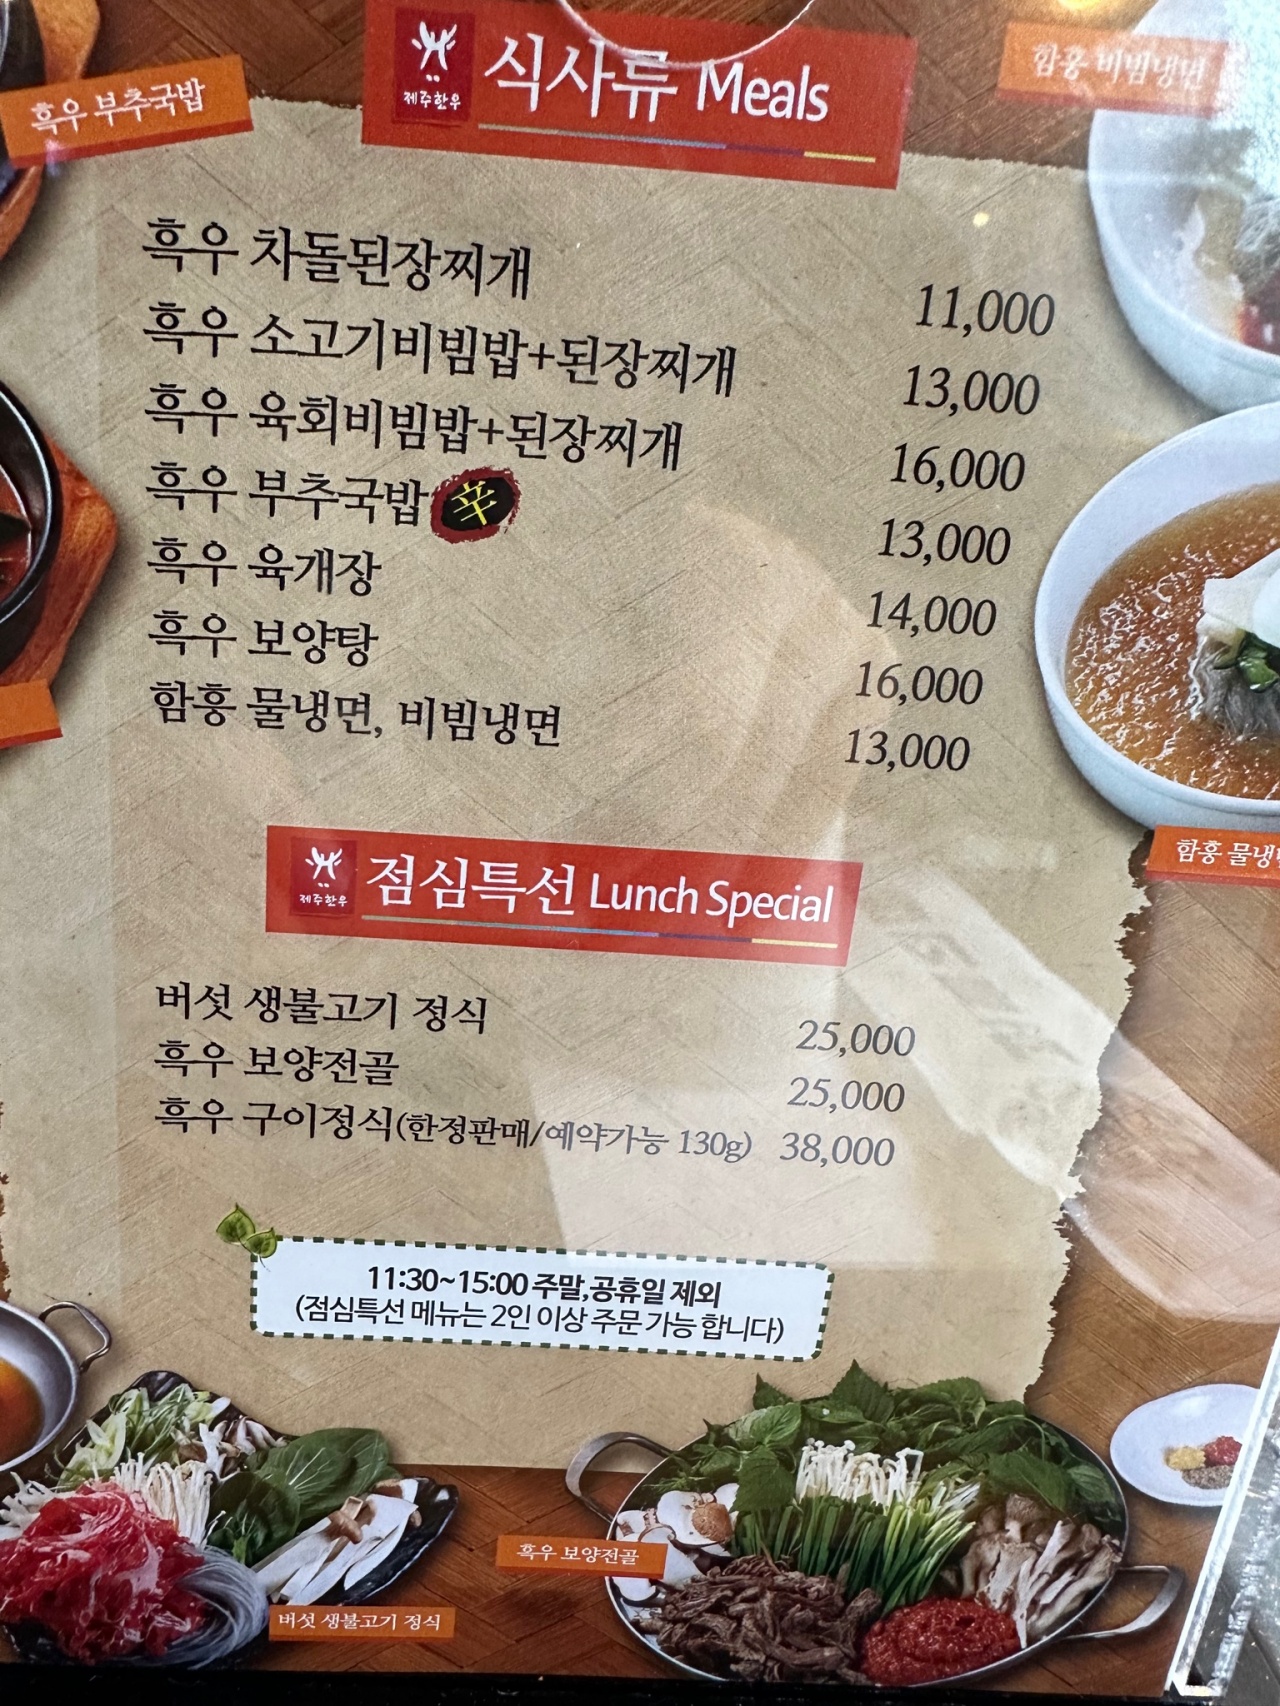 흑우 부추국밥
제주한우
식사류 Meals
함흥 비빔냉면
흑우 차돌된장찌개 11,000
흑우 소고기비빔밥+된장찌개 13,000
흑우 육회비빔밥+된장찌개 16,000
흑우 부추국밥 辛 13,000
흑우 육개장 14,000
흑우 보양탕 16,000
함흥 물냉면, 비빔냉면 13,000
함흥 물냉
제주한우
점심특선 Lunch Special
버섯 생불고기 정식 25,000
흑우 보양전골 25,000
흑우 구이정식(한정판매/예약가능 130g) 38,000
11:30~15:00 주말,공휴일 제외
(점심특선 메뉴는 2인 이상 주문 가능 합니다)
흑우 보양전골
버섯 생불고기 정식